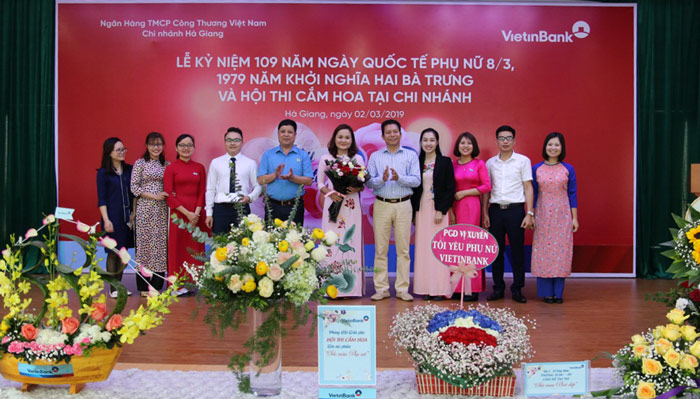 Ngân Hàng TMCP Công Thương Việt Nam
Chi nhánh Hà Giang
VietinBank
LỄ KỶ NIỆM 109 NĂM NGÀY QUỐC TẾ PHỤ NỮ 8/3,
1979 NĂM KHỞI NGHĨA HAI BÀ TRƯNG
VÀ HỘI THI CẮM HOA TẠI CHI NHÁNH
Hà Giang, ngày 02/03/2019
PGD VỊ XUYÊN
TÔI YÊU PHỤ NỮ
VIETINBANK
VietinBank
HỘI THI CẮM HOA
VietinBank
VietinBank